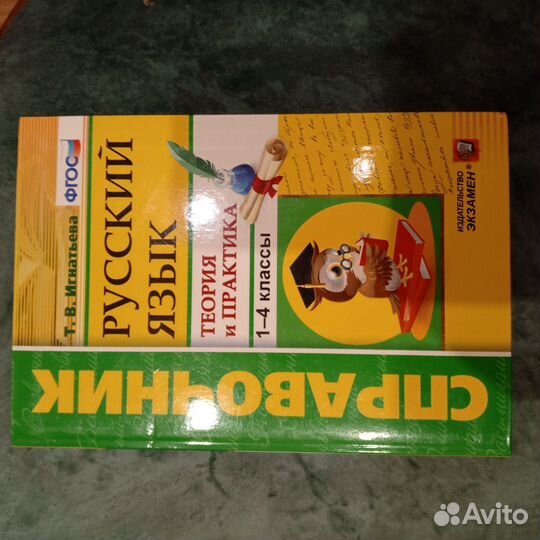 Т. В. Игнатьева
ФГОС
РУССКИЙ
ЯЗЫК
ТЕОРИЯ
и ПРАКТИКА
1–4 классы
ИЗДАТЕЛЬСТВО
ЭКЗАМЕН®
СПРАВОЧНИК
Avito